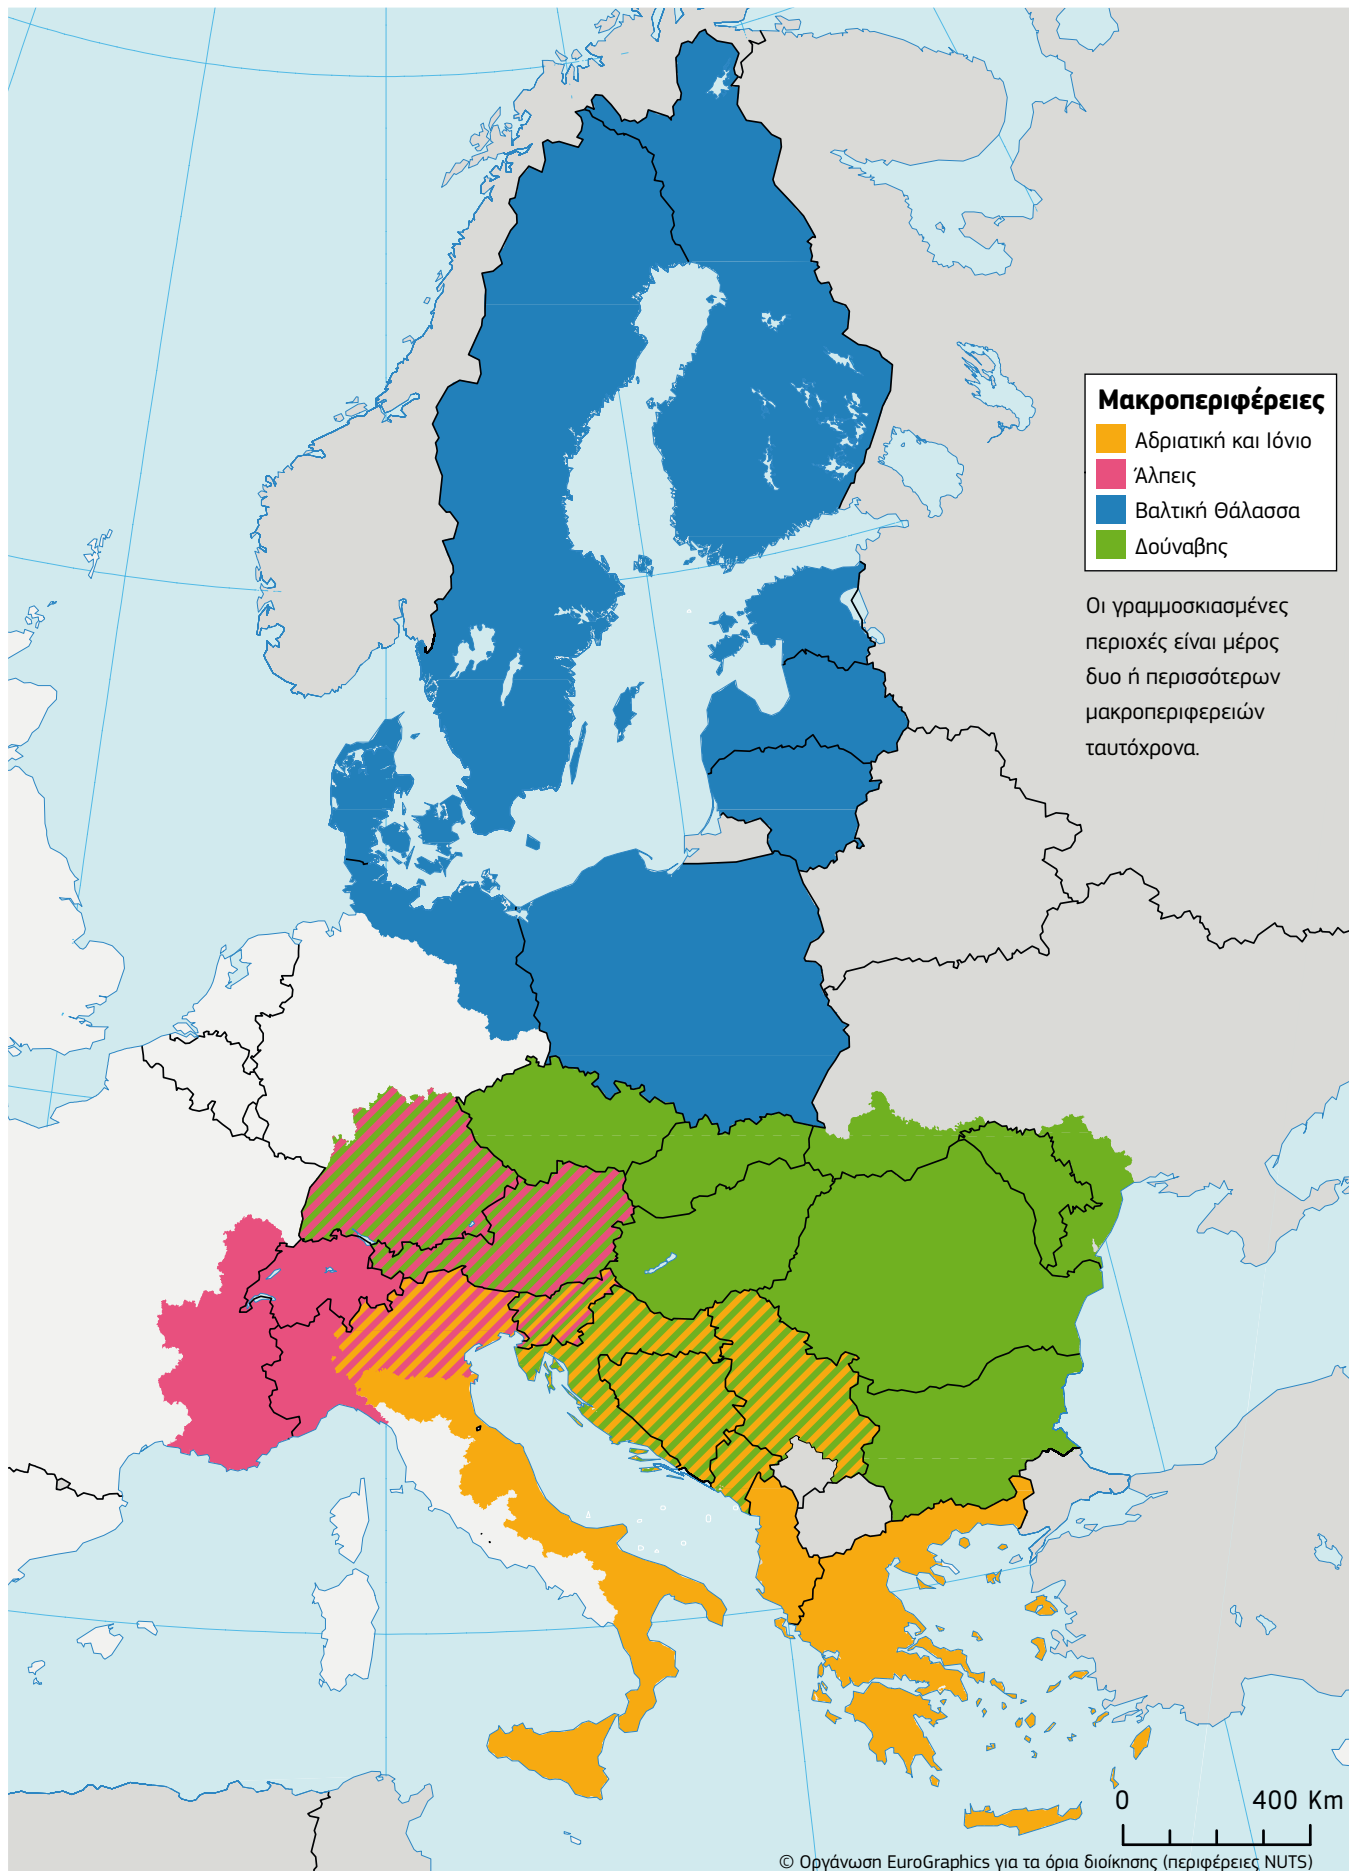 Μακροπεριφέρειες
Αδριατική και Ιόνιο
Άλπεις
Βαλτική Θάλασσα
Δούναβης
Οι γραμμοσκιασμένες
περιοχές είναι μέρος
δυο ή περισσότερων
μακροπεριφερειών
ταυτόχρονα.
0 400 Km
© Οργάνωση EuroGraphics για τα όρια διοίκησης (περιφέρειες NUTS)